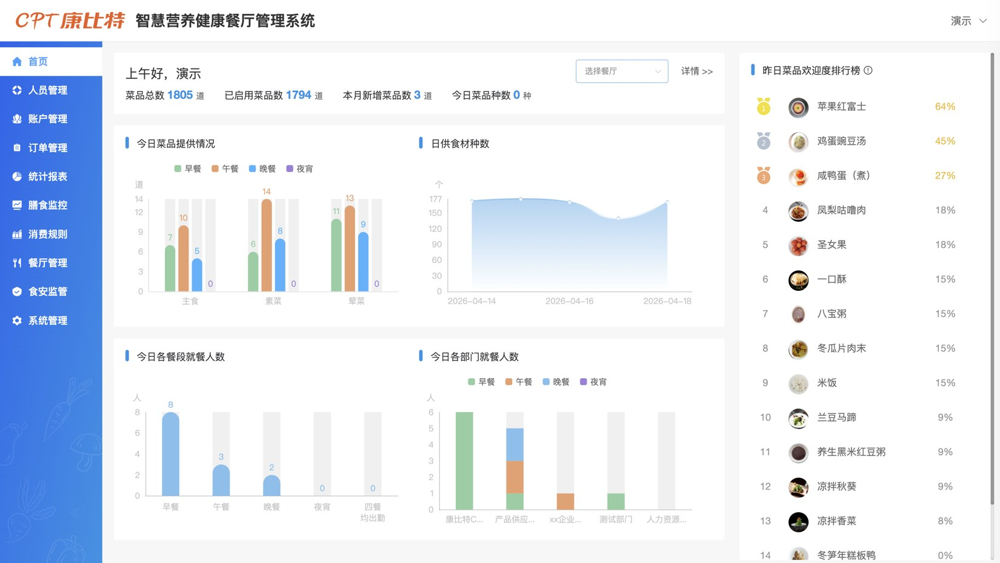 CPT康比特 智慧营养健康餐厅管理系统
演示
首页
人员管理
账户管理
订单管理
统计报表
膳食监控
消费规则
餐厅管理
食安监管
系统管理
上午好，演示
选择餐厅
详情 >>
菜品总数 1805 道 已启用菜品数 1794 道 本月新增菜品数 3 道 今日菜品种数 0 种
今日菜品提供情况
早餐 午餐 晚餐 夜宵
道
14
12
9
6
3
0
7 10 5 0
6 14 8 0
11 13 9 0
主食 素菜 荤菜
日供食材种数
个
177
150
120
90
60
30
0
2026-04-14 2026-04-16 2026-04-18
今日各餐段就餐人数
人
8
6
4
2
0
8 3 2 0 0
早餐 午餐 晚餐 夜宵 四餐
均出勤
今日各部门就餐人数
早餐 午餐 晚餐 夜宵
人
6
5
4
3
2
1
0
康比特C... 产品供应... xx企业... 测试部门 人力资源...
昨日菜品欢迎度排行榜
1 苹果红富士 64%
2 鸡蛋豌豆汤 45%
3 咸鸭蛋（煮） 27%
4 凤梨咕噜肉 18%
5 圣女果 18%
6 一口酥 15%
7 八宝粥 15%
8 冬瓜片肉末 15%
9 米饭 15%
10 兰豆马蹄 9%
11 养生黑米红豆粥 9%
12 凉拌秋葵 9%
13 凉拌香菜 8%
14 冬笋年糕板鸭 0%